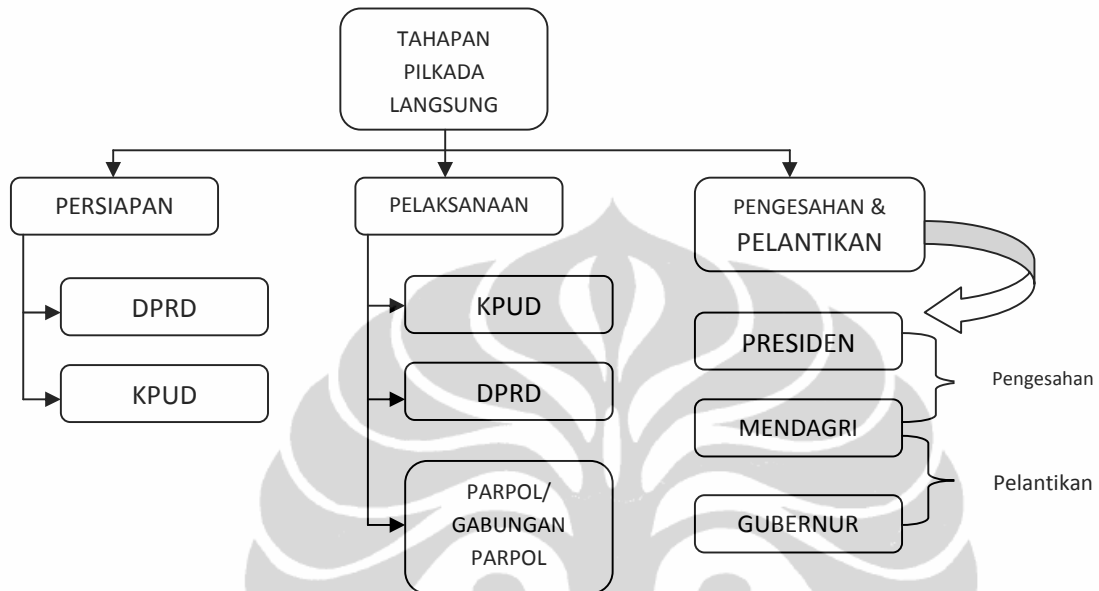 TAHAPAN
PILKADA
LANGSUNG
PERSIAPAN
PELAKSANAAN
PENGESAHAN &
PELANTIKAN
DPRD
KPUD
KPUD
DPRD
PARPOL/
GABUNGAN
PARPOL
PRESIDEN
MENDAGRI
GUBERNUR
Pengesahan
Pelantikan